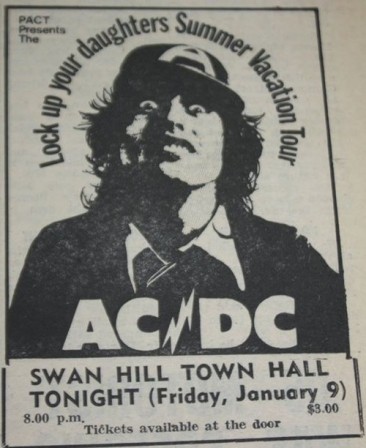 PACT
Presents
The
Lock up your daughters Summer Vacation Tour
A
AC DC
SWAN HILL TOWN HALL
TONIGHT (Friday, January 9)
8.00 p.m.
$3.00
Tickets available at the door